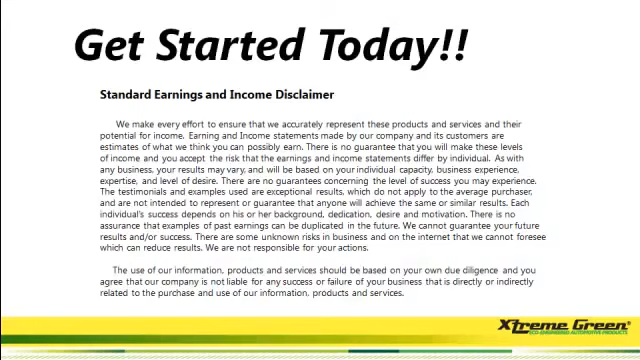 Get Started Today!!
Standard Earnings and Income Disclaimer
We make every effort to ensure that we accurately represent these products and services and their
potential for income. Earning and Income statements made by our company and its customers are
estimates of what we think you can possibly earn. There is no guarantee that you will make these levels
of income and you accept the risk that the earnings and income statements differ by individual. As with
any business, your results may vary, and will be based on your individual capacity, business experience,
expertise, and level of desire. There are no guarantees concerning the level of success you may experience.
The testimonials and examples used are exceptional results, which do not apply to the average purchaser,
and are not intended to represent or guarantee that anyone will achieve the same or similar results. Each
individual's success depends on his or her background, dedication, desire and motivation. There is no
assurance that examples of past earnings can be duplicated in the future. We cannot guarantee your future
results and/or success. There are some unknown risks in business and on the internet that we cannot foresee
which can reduce results. We are not responsible for your actions.
The use of our information, products and services should be based on your own due diligence and you
agree that our company is not liable for any success or failure of your business that is directly or indirectly
related to the purchase and use of our information, products and services.
Xtreme Green®
ECO-ENGINEERED AUTOMOTIVE PRODUCTS